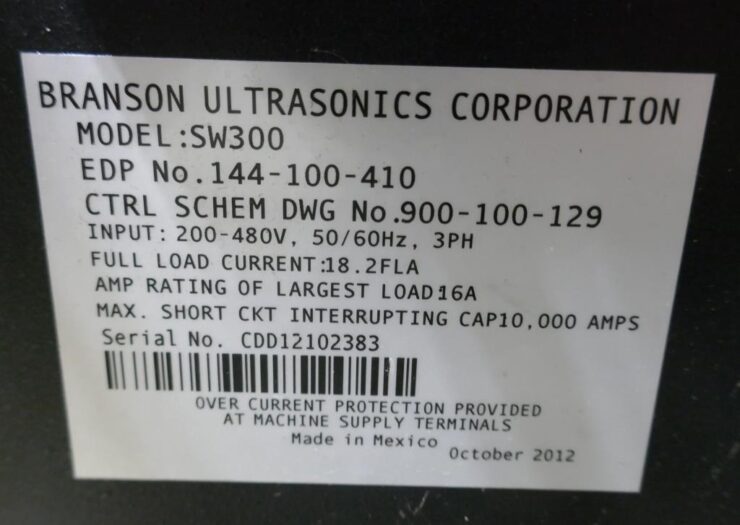 BRANSON ULTRASONICS CORPORATION
MODEL:SW300
EDP No.144-100-410
CTRL SCHEM DWG No.900-100-129
INPUT: 200-480V, 50/60Hz, 3PH
FULL LOAD CURRENT:18.2FLA
AMP RATING OF LARGEST LOAD:16A
MAX. SHORT CKT INTERRUPTING CAP10,000 AMPS
Serial No. CDD12102383
OVER CURRENT PROTECTION PROVIDED
AT MACHINE SUPPLY TERMINALS
Made in Mexico
October 2012